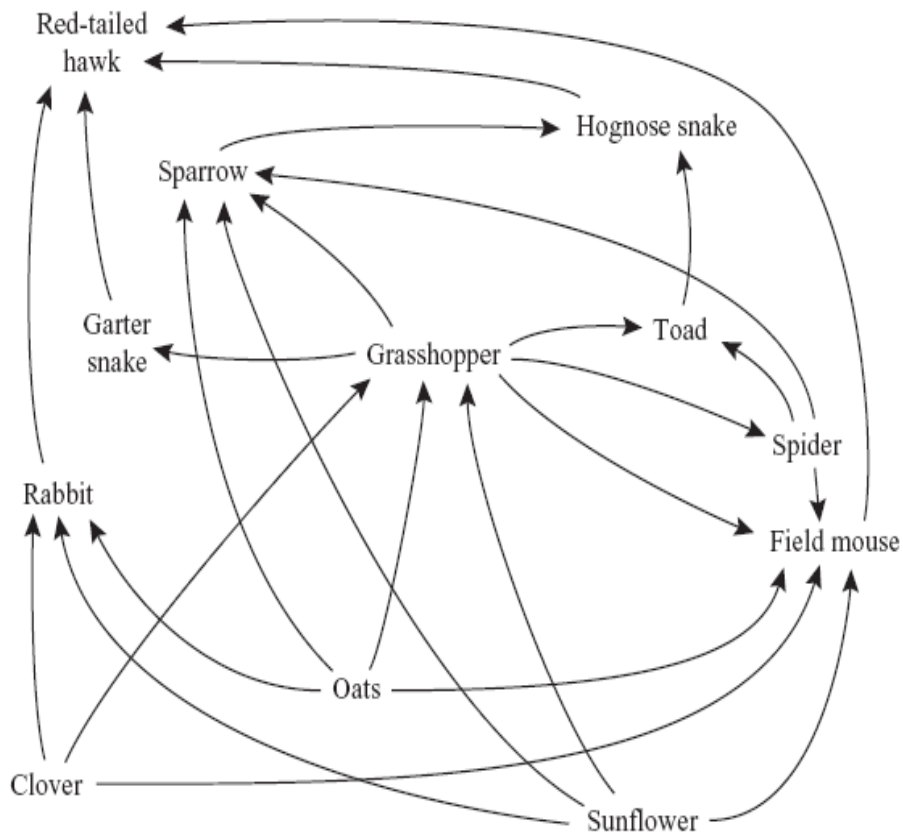 Red-tailed
hawk
Hognose snake
Sparrow
Garter
snake
Toad
Grasshopper
Spider
Rabbit
Field mouse
Oats
Clover
Sunflower